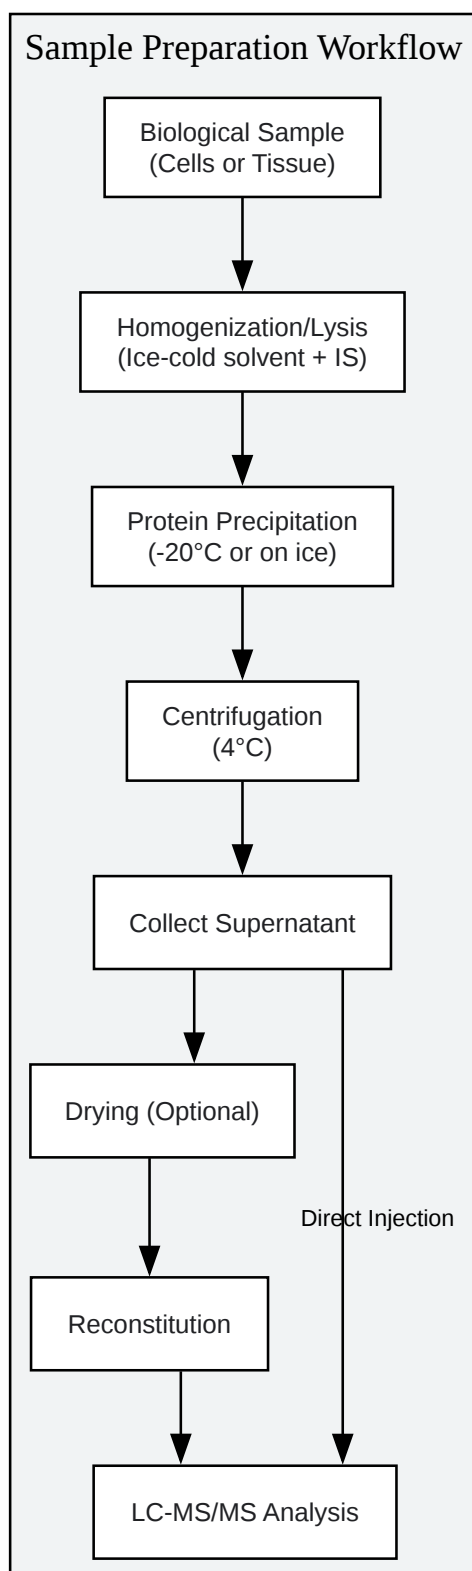 Sample Preparation Workflow
Biological Sample
(Cells or Tissue)
Homogenization/Lysis
(Ice-cold solvent + IS)
Protein Precipitation
(-20°C or on ice)
Centrifugation
(4°C)
Collect Supernatant
Drying (Optional)
Direct Injection
Reconstitution
LC-MS/MS Analysis